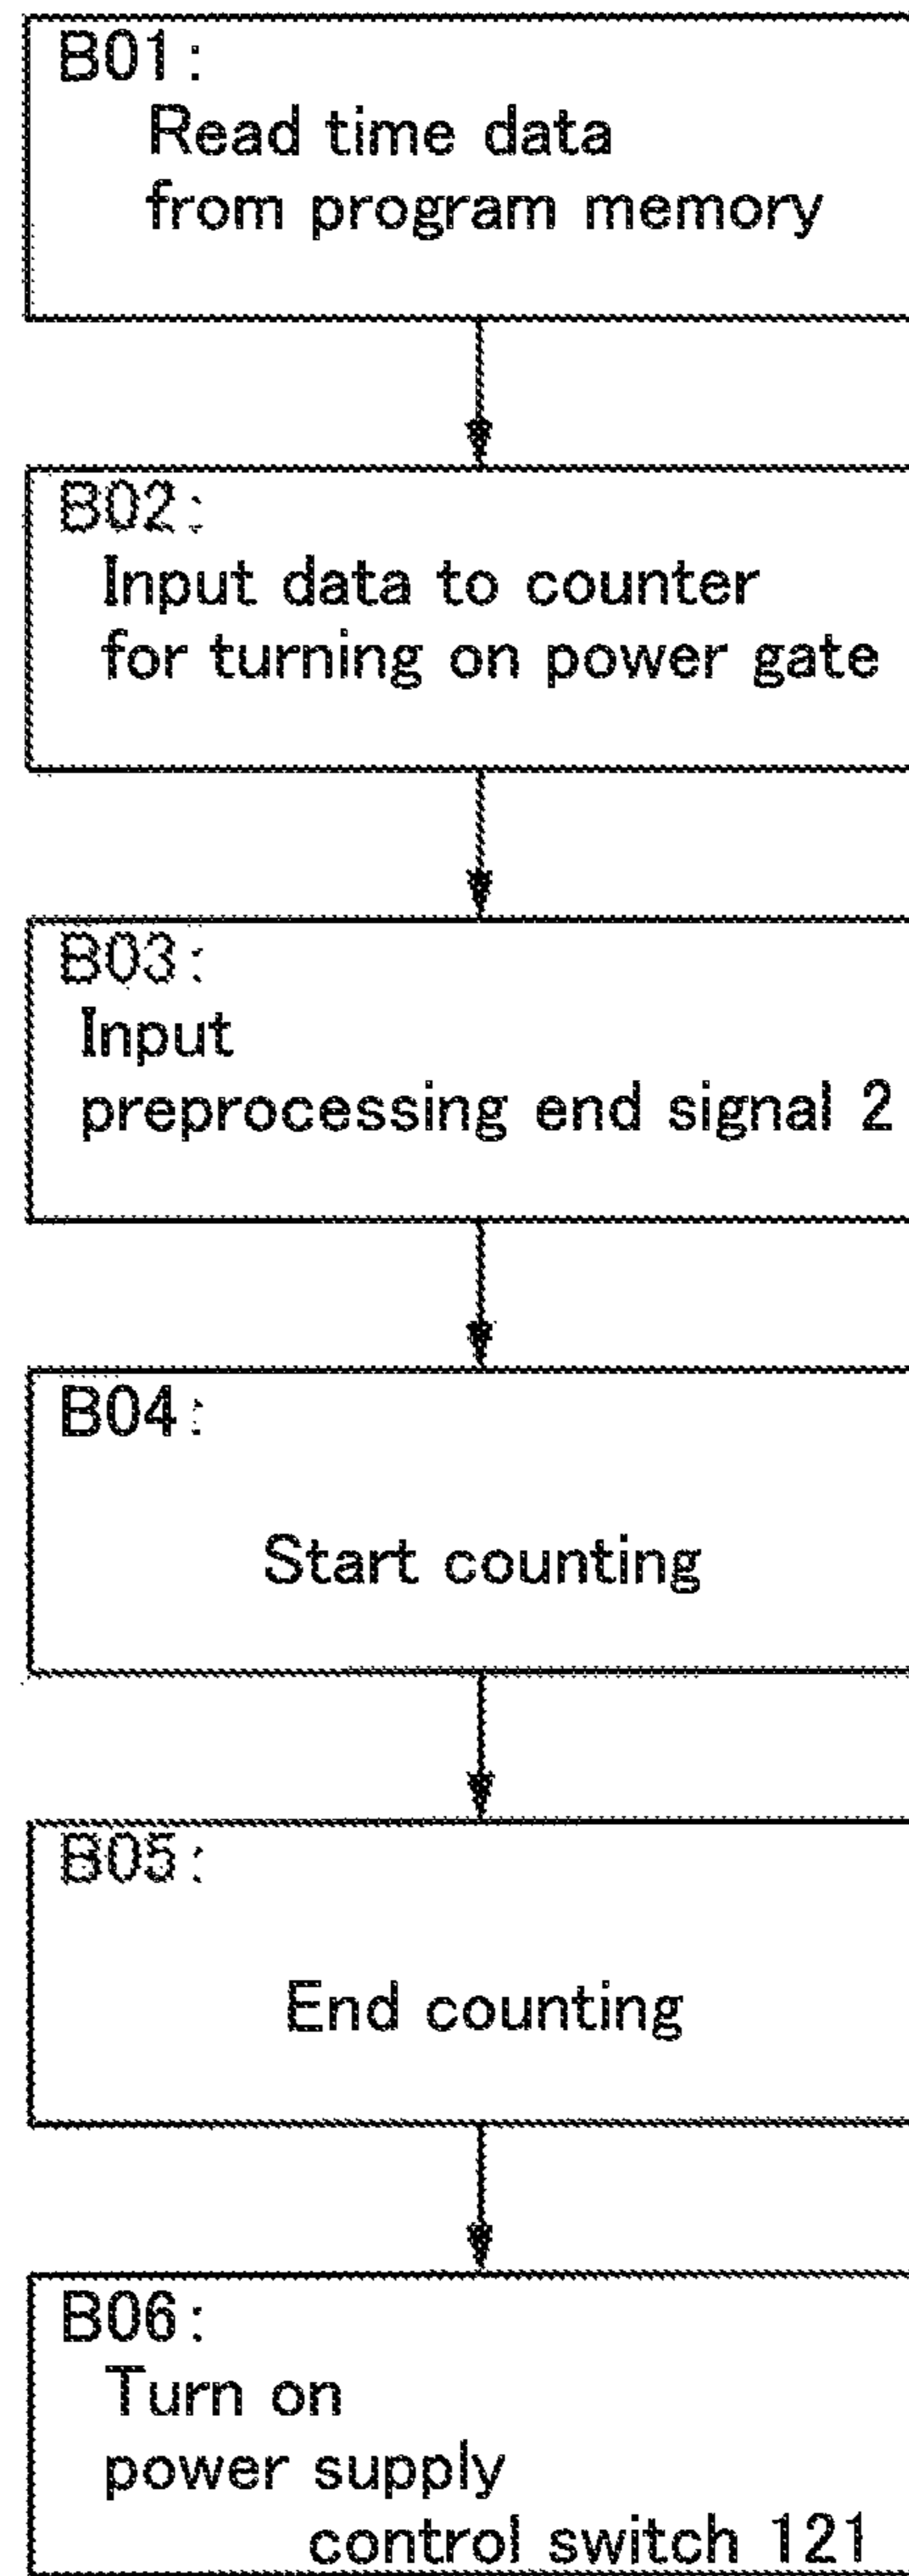 B01:
Read time data
from program memory
B02:
Input data to counter
for turning on power gate
B03:
Input
preprocessing end signal 2
B04:
Start counting
B05:
End counting
B06:
Turn on
power supply
control switch 121